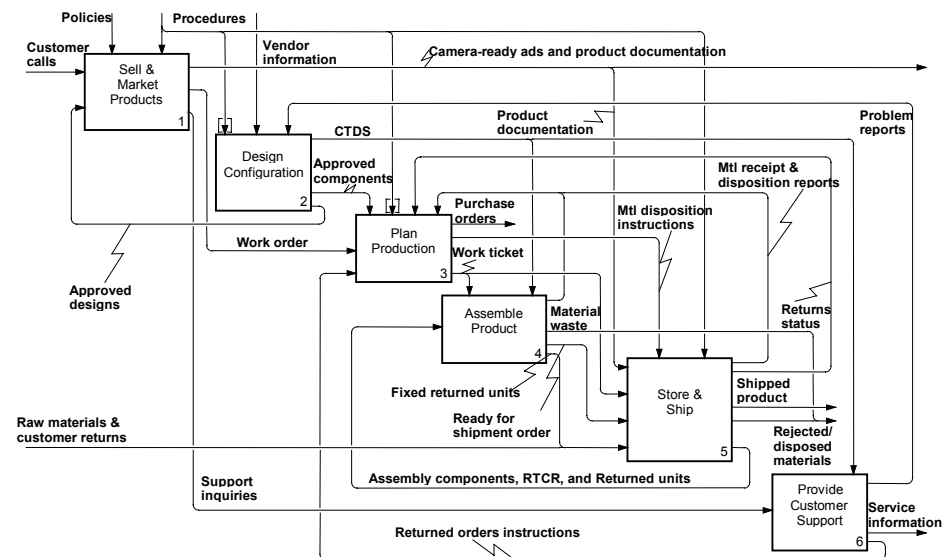 Policies
Procedures
Customer
calls
Vendor
information
Camera-ready ads and product documentation
Sell &
Market
Products
1
Product
documentation
Problem
reports
CTDS
Design
Configuration
2
Approved
components
Mtl receipt &
disposition reports
Purchase
orders
Mtl disposition
instructions
Plan
Production
3
Work order
Work ticket
Approved
designs
Returns
status
Assemble
Product
4
Material
waste
Fixed returned units
Ready for
shipment order
Store &
Ship
5
Shipped
product
Rejected/
disposed
materials
Raw materials &
customer returns
Support
inquiries
Assembly components, RTCR, and Returned units
Provide
Customer
Support
6
Service
information
Returned orders instructions